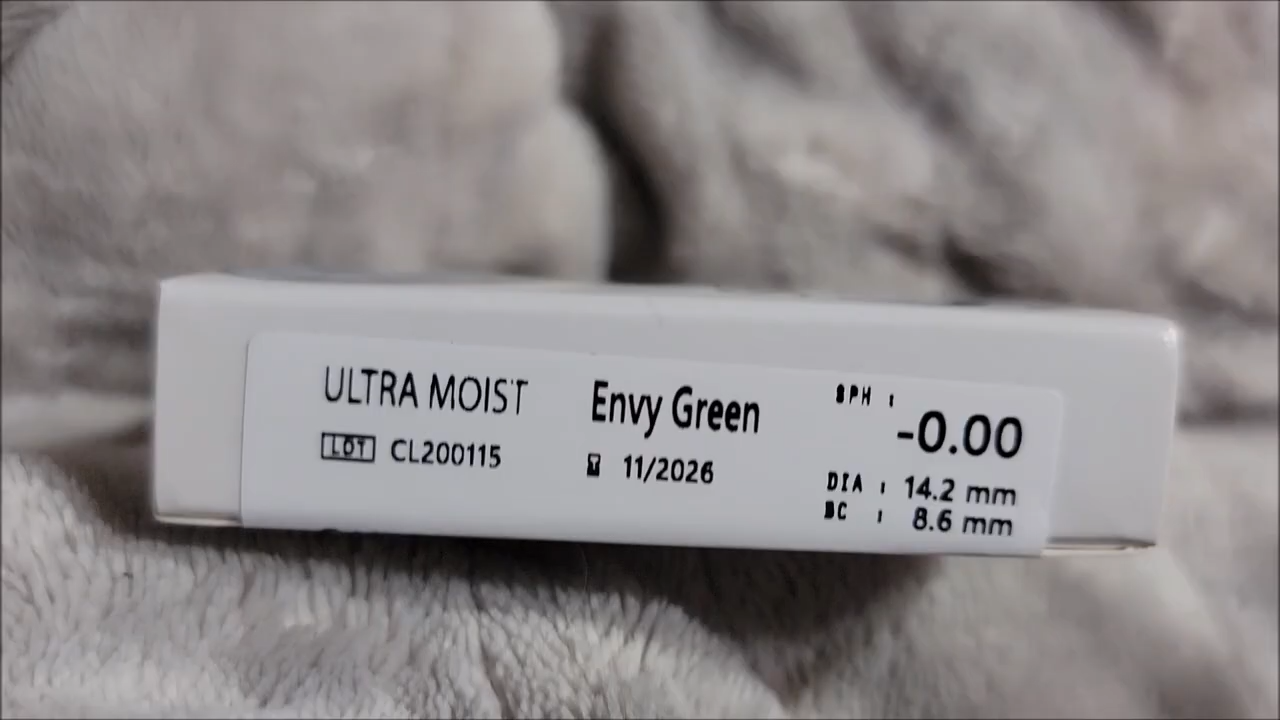 ULTRA MOIST
LOT CL200115
Envy Green
11/2026
SPH :
-0.00
DIA : 14.2 mm
BC : 8.6 mm